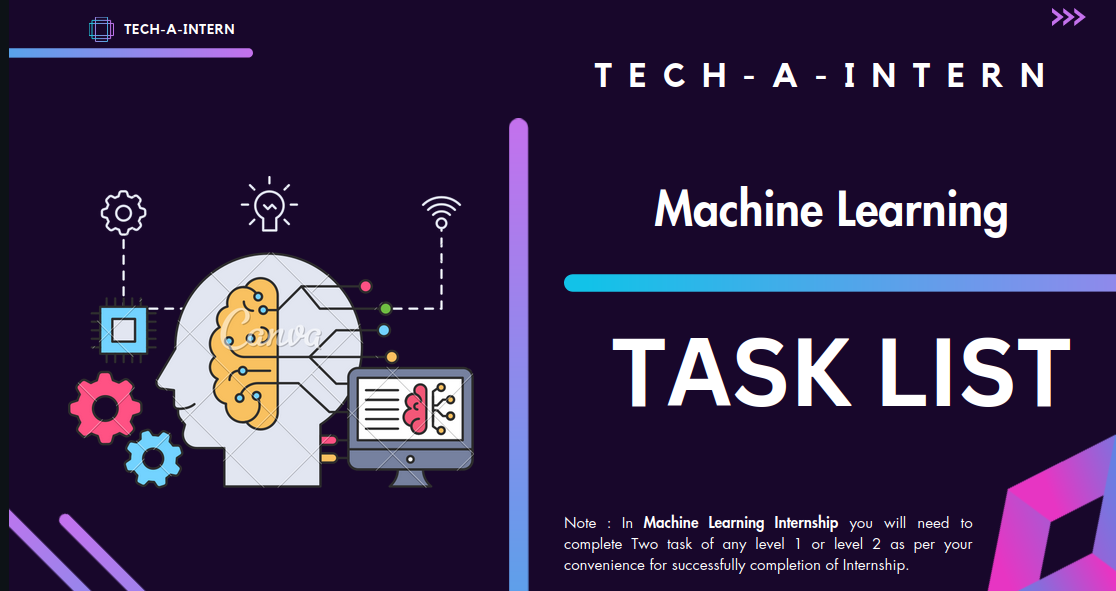 TECH-A-INTERN
TECH-A-INTERN
Machine Learning
TASK LIST
Canva
Note : In Machine Learning Internship you will need to
complete Two task of any level 1 or level 2 as per your
convenience for successfully completion of Internship.